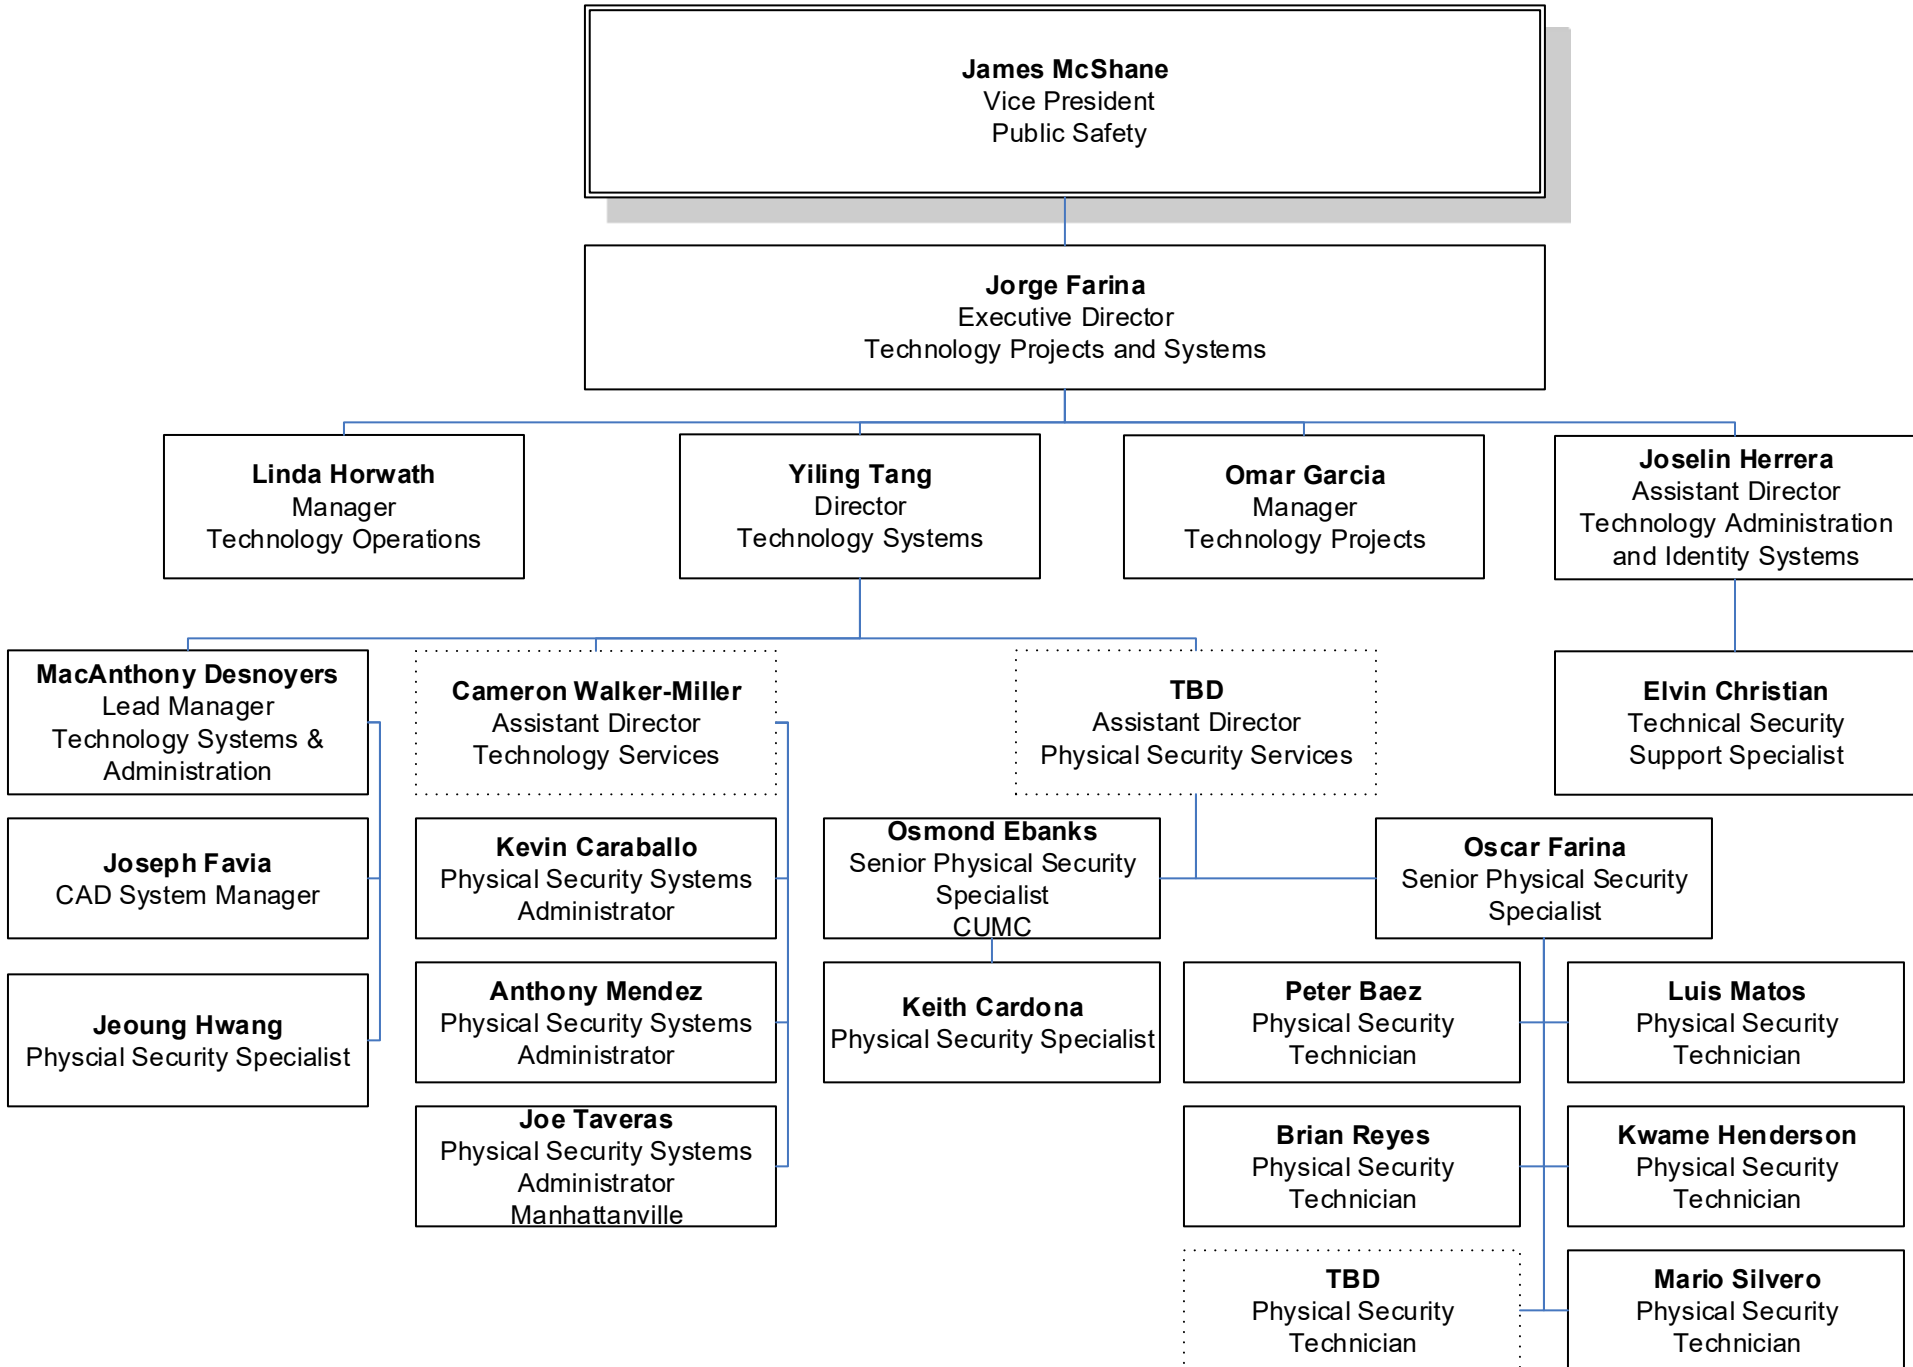 James McShane
Vice President
Public Safety
Jorge Farina
Executive Director
Technology Projects and Systems
Linda Horwath
Manager
Technology Operations
Yiling Tang
Director
Technology Systems
Omar Garcia
Manager
Technology Projects
Joselin Herrera
Assistant Director
Technology Administration
and Identity Systems
MacAnthony Desnoyers
Lead Manager
Technology Systems &
Administration
Cameron Walker-Miller
Assistant Director
Technology Services
TBD
Assistant Director
Physical Security Services
Elvin Christian
Technical Security
Support Specialist
Joseph Favia
CAD System Manager
Kevin Caraballo
Physical Security Systems
Administrator
Osmond Ebanks
Senior Physical Security
Specialist
CUMC
Oscar Farina
Senior Physical Security
Specialist
Jeoung Hwang
Physcial Security Specialist
Anthony Mendez
Physical Security Systems
Administrator
Keith Cardona
Physical Security Specialist
Peter Baez
Physical Security
Technician
Luis Matos
Physical Security
Technician
Joe Taveras
Physical Security Systems
Administrator
Manhattanville
Brian Reyes
Physical Security
Technician
Kwame Henderson
Physical Security
Technician
TBD
Physical Security
Technician
Mario Silvero
Physical Security
Technician